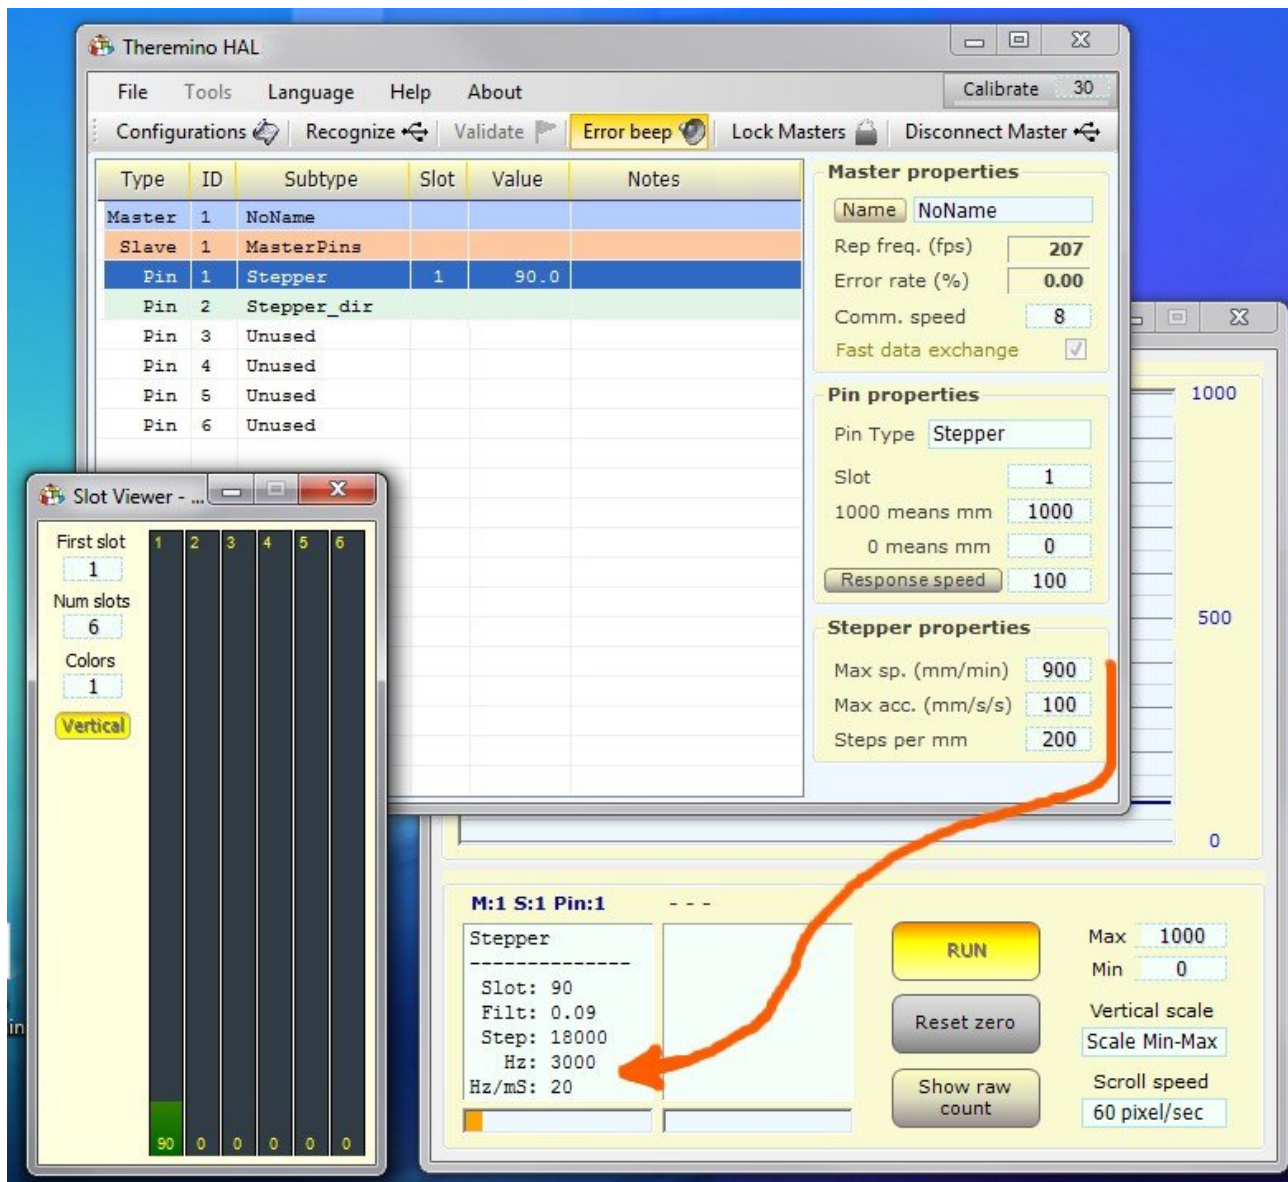 Theremino HAL
File Tools Language Help About
Calibrate 30
Configurations Recognize Validate Error beep Lock Masters Disconnect Master
Type ID Subtype Slot Value Notes
Master 1 NoName
Slave 1 MasterPins
Pin 1 Stepper 1 90.0
Pin 2 Stepper_dir
Pin 3 Unused
Pin 4 Unused
Pin 5 Unused
Pin 6 Unused
Master properties
Name NoName
Rep freq. (fps) 207
Error rate (%) 0.00
Comm. speed 8
Fast data exchange
Pin properties
Pin Type Stepper
Slot 1
1000 means mm 1000
0 means mm 0
Response speed 100
Stepper properties
Max sp. (mm/min) 900
Max acc. (mm/s/s) 100
Steps per mm 200
Slot Viewer - ...
First slot
1
Num slots
6
Colors
1
Vertical
1 2 3 4 5 6
90 0 0 0 0 0
1000
500
0
M:1 S:1 Pin:1 - - -
Stepper
--------------
Slot: 90
Filt: 0.09
Step: 18000
Hz: 3000
Hz/mS: 20
RUN
Reset zero
Show raw
count
Max 1000
Min 0
Vertical scale
Scale Min-Max
Scroll speed
60 pixel/sec
in